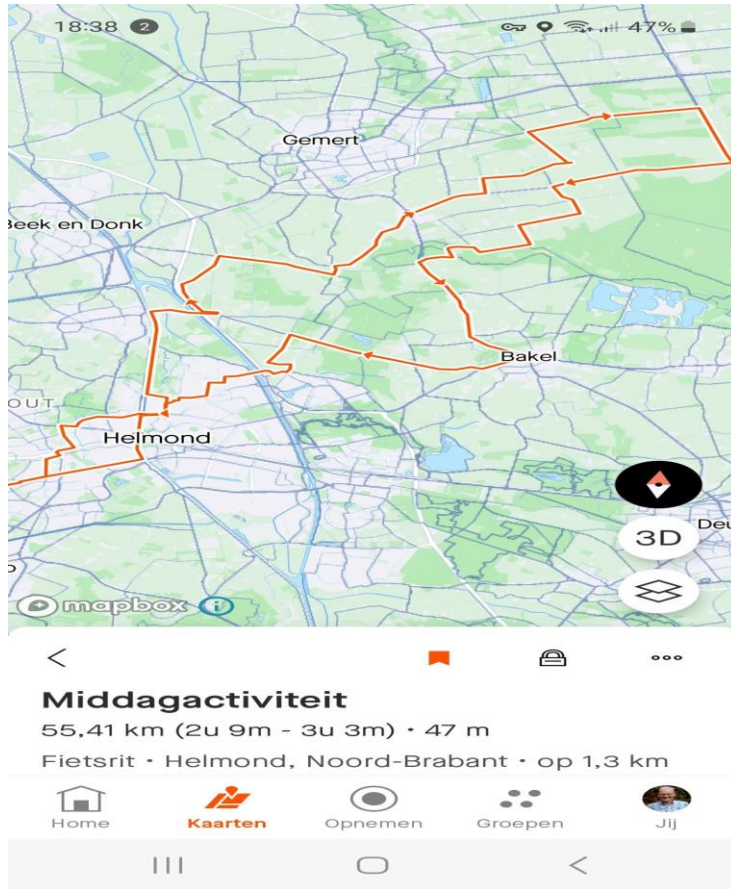 18:38 2 47%
Gemert
Beek en Donk
Bakel
OUT
Helmond
Deu
3D
mapbox i
Middagactiviteit
55,41 km (2u 9m - 3u 3m) • 47 m
Fietsrit • Helmond, Noord-Brabant • op 1,3 km
Home Kaarten Opnemen Groepen Jij